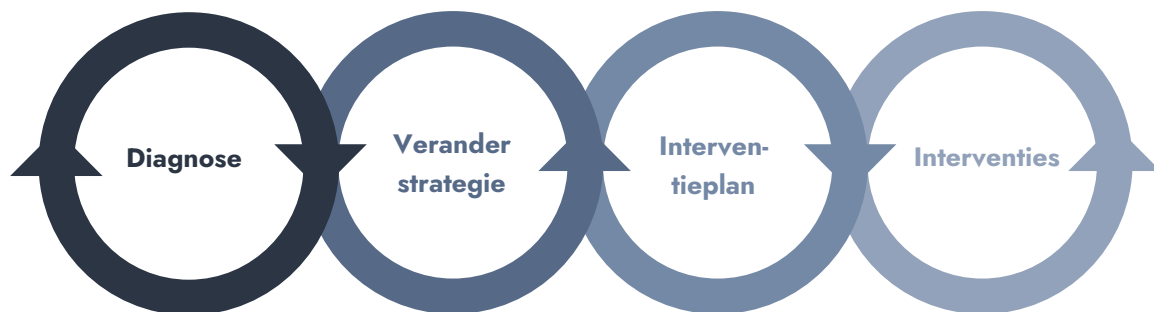 Diagnose
Verander
strategie
Interven-
tieplan
Interventies